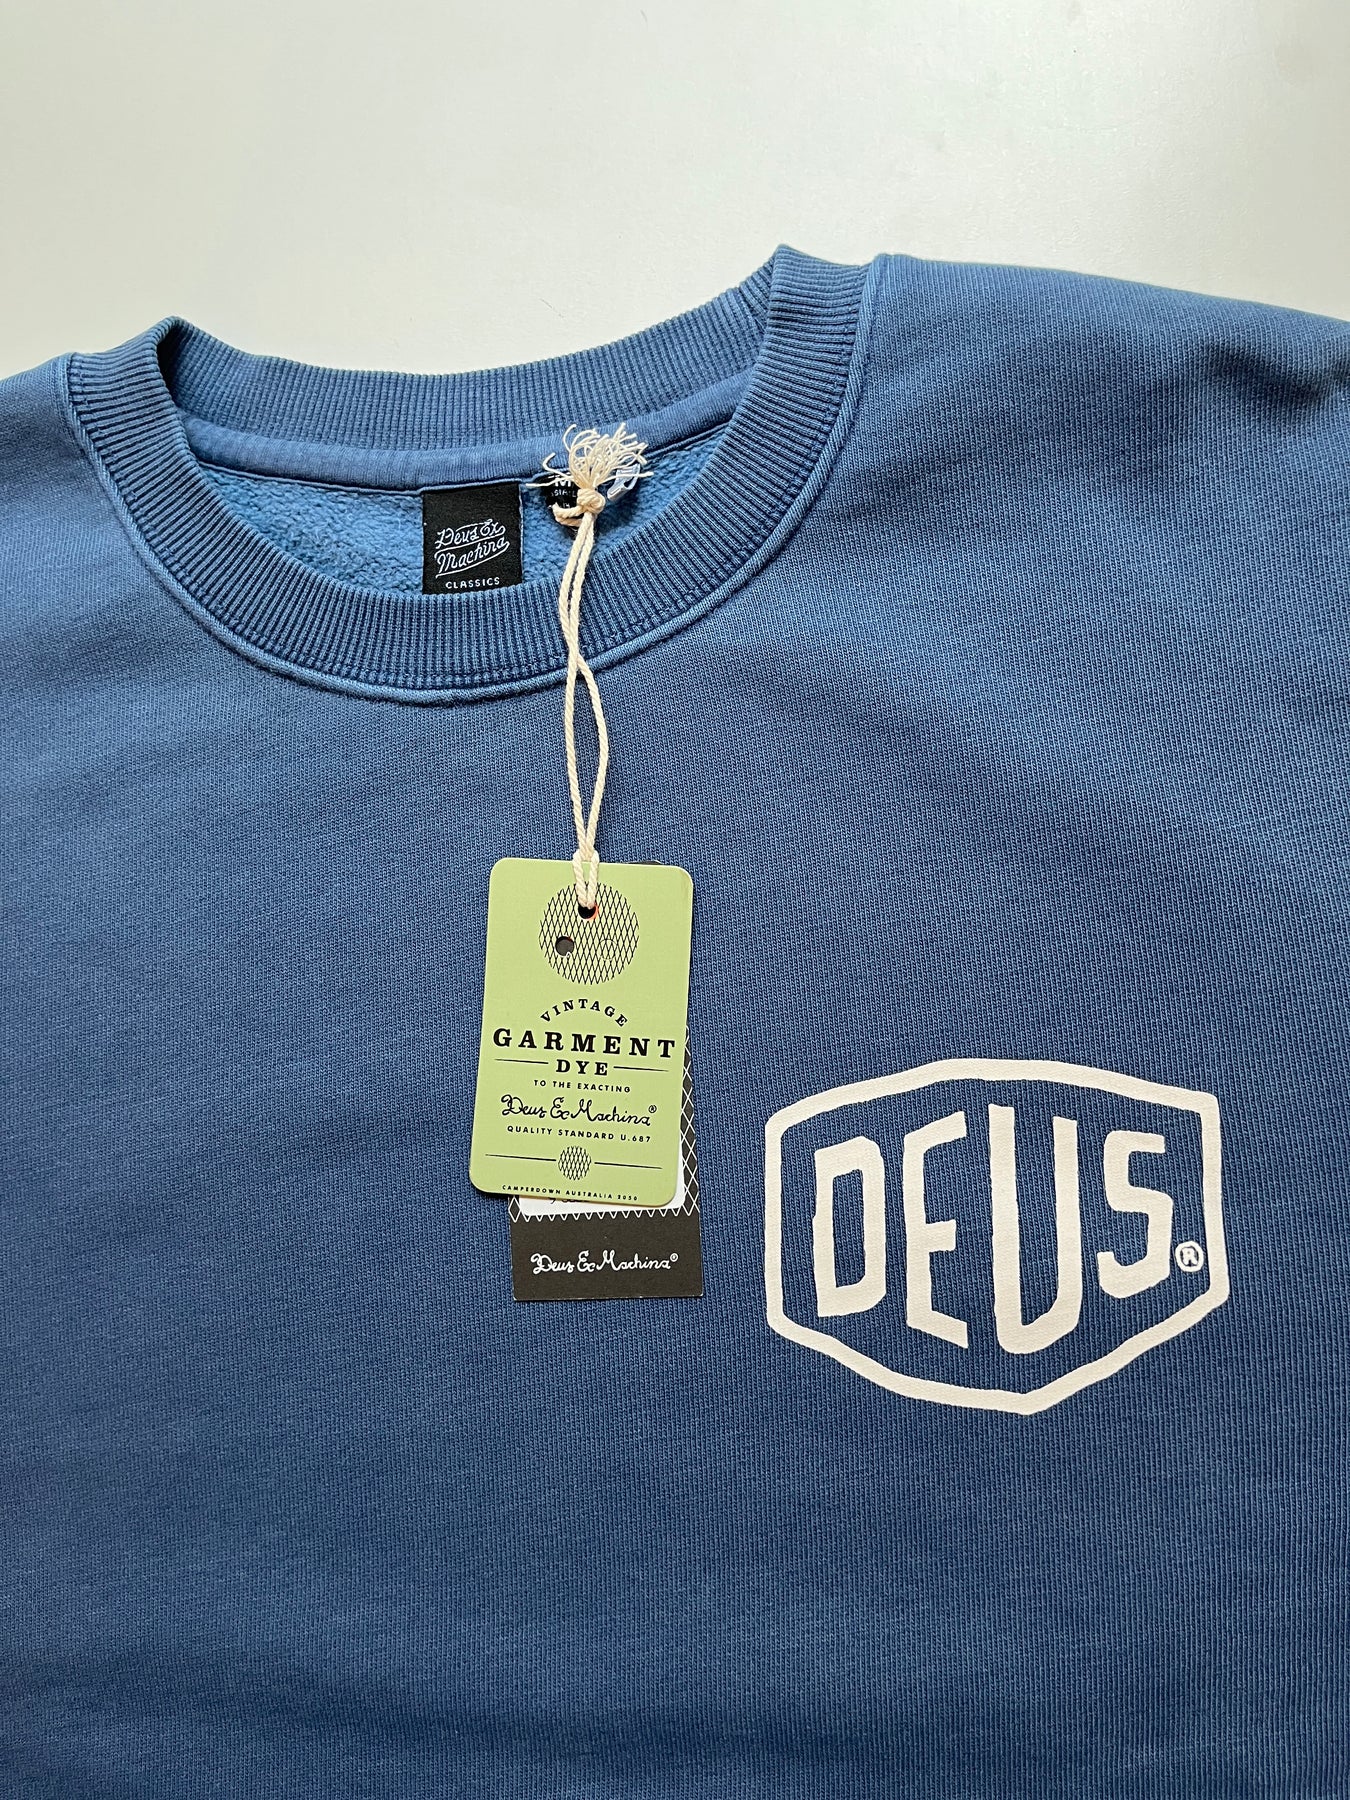 M
Deus Ex
Machina
CLASSICS
VINTAGE
GARMENT
DYE
TO THE EXACTING
Deus Ex Machina®
QUALITY STANDARD U.687
CAMPERDOWN AUSTRALIA 2050
Deus Ex Machina®
DEUS®